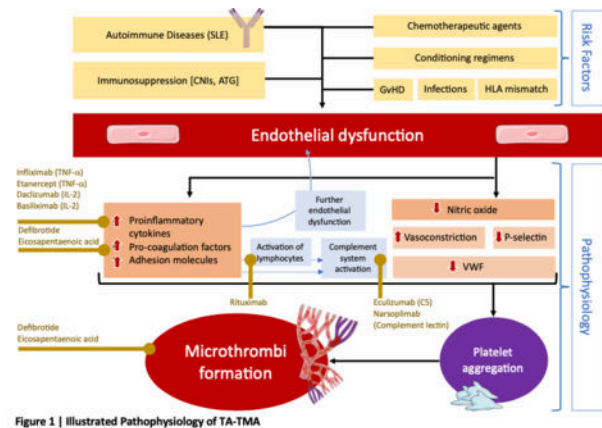 Autoimmune Diseases (SLE)
Immunosuppression [CNIs, ATG]
Chemotherapeutic agents
Conditioning regimens
GvHD
Infections
HLA mismatch
Risk Factors
Endothelial dysfunction
Infliximab (TNF-α)
Etanercept (TNF-α)
Daclizumab (IL-2)
Basiliximab (IL-2)
Defibrotide
Eicosapentaenoic acid
Proinflammatory
cytokines
Pro-coagulation factors
Adhesion molecules
Further
endothelial
dysfunction
Activation of
lymphocytes
Complement
system
activation
Nitric oxide
Vasoconstriction
P-selectin
VWF
Rituximab
Eculizumab (C5)
Narsoplimab
(Complement lectin)
Pathophysiology
Defibrotide
Eicosapentaenoic acid
Microthrombi
formation
Platelet
aggregation
Figure 1 | Illustrated Pathophysiology of TA-TMA